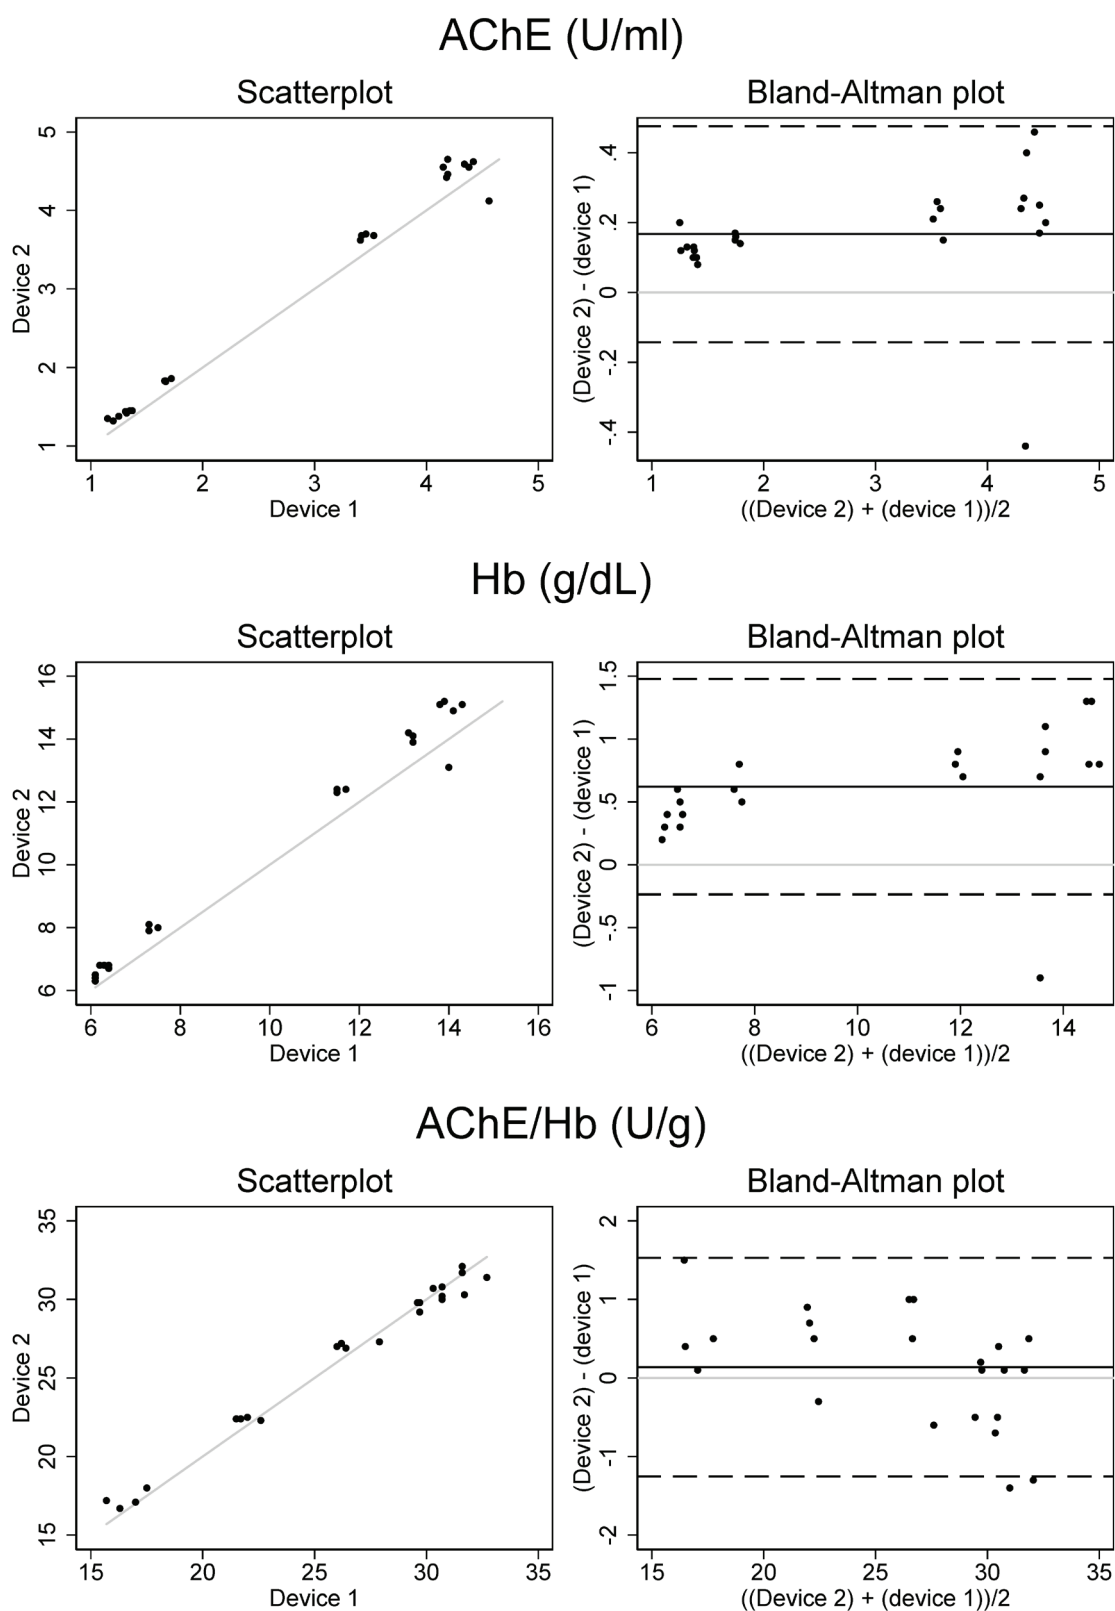 AChE (U/ml)
Scatterplot
Device 2
5
4
3
2
1
1 2 3 4 5
Device 1
Bland-Altman plot
(Device 2) - (device 1)
.4
.2
0
-.2
-.4
1 2 3 4 5
((Device 2) + (device 1))/2
Hb (g/dL)
Scatterplot
Device 2
16
14
12
10
8
6
6 8 10 12 14 16
Device 1
Bland-Altman plot
(Device 2) - (device 1)
1.5
1
.5
0
-.5
-1
6 8 10 12 14
((Device 2) + (device 1))/2
AChE/Hb (U/g)
Scatterplot
Device 2
35
30
25
20
15
15 20 25 30 35
Device 1
Bland-Altman plot
(Device 2) - (device 1)
2
1
0
-1
-2
15 20 25 30 35
((Device 2) + (device 1))/2